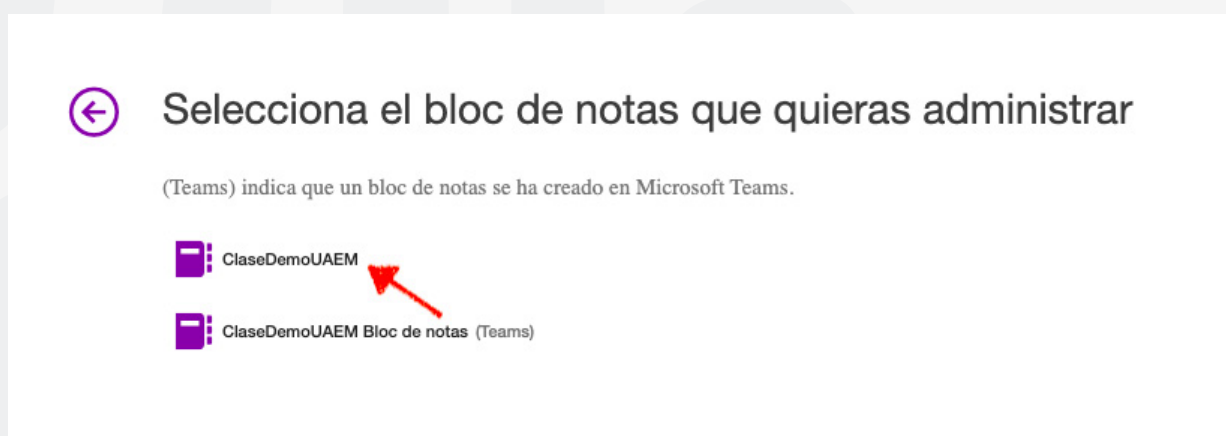 Selecciona el bloc de notas que quieras administrar
(Teams) indica que un bloc de notas se ha creado en Microsoft Teams.
ClaseDemoUAEM
ClaseDemoUAEM Bloc de notas (Teams)